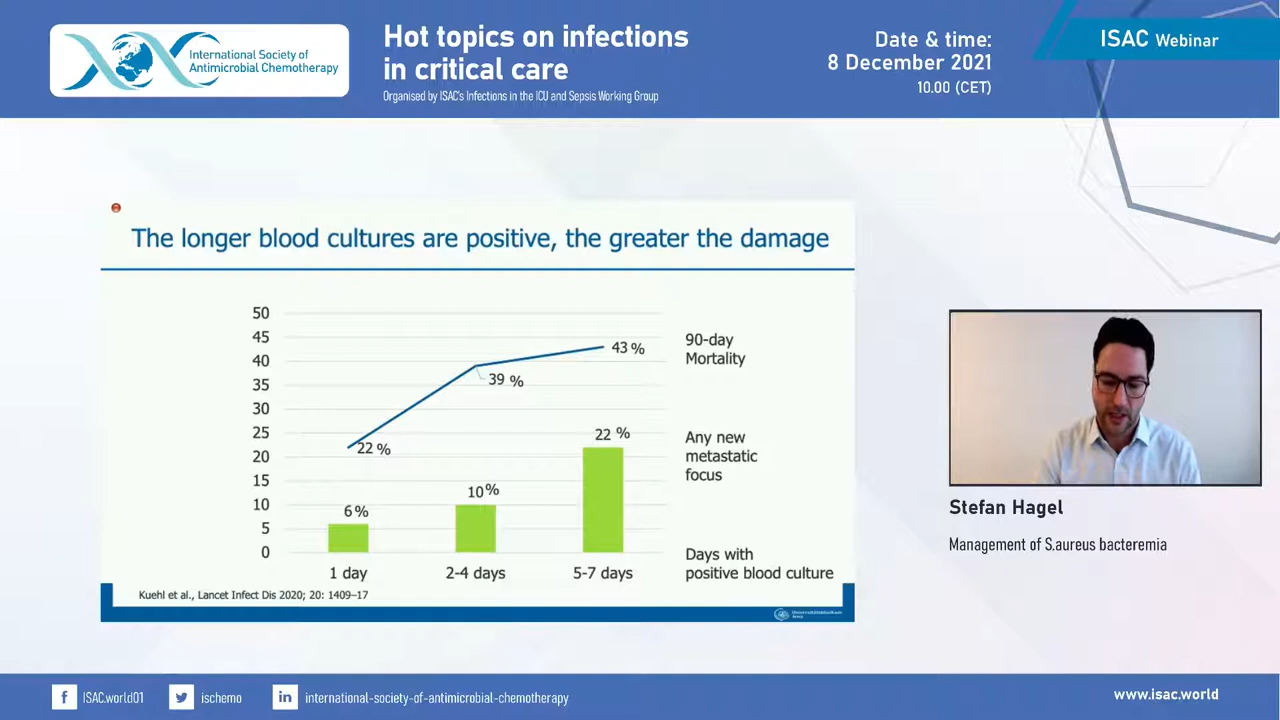 International Society of
Antimicrobial Chemotherapy
Hot topics on infections
in critical care
Organised by ISAC's Infections in the ICU and Sepsis Working Group
Date & time:
8 December 2021
10.00 (CET)
ISAC Webinar
The longer blood cultures are positive, the greater the damage
50
45
40
35
30
25
20
15
10
5
0
22 %
39 %
43 %
6 %
10 %
22 %
1 day
2-4 days
5-7 days
90-day
Mortality
Any new
metastatic
focus
Days with
positive blood culture
Kuehl et al., Lancet Infect Dis 2020; 20: 1409–17
Stefan Hagel
Management of S.aureus bacteremia
f
ISAC.world01
ischemo
in
international-society-of-antimicrobial-chemotherapy
www.isac.world